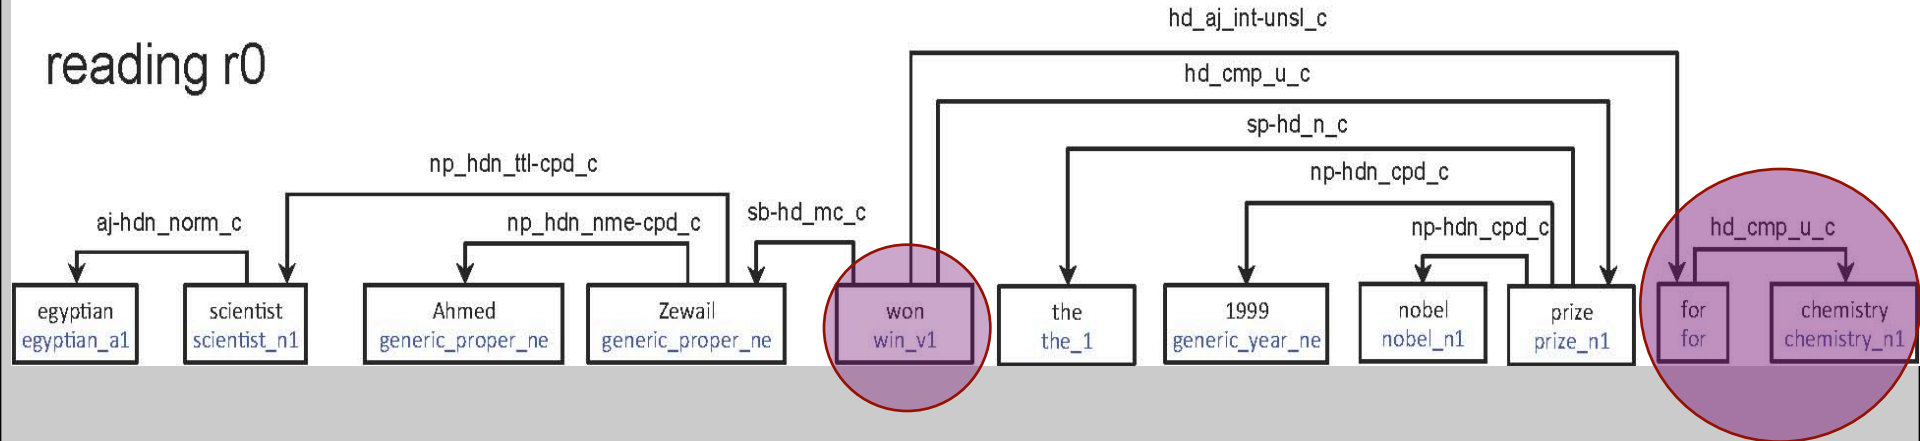 hd_aj_int-unsl_c
reading r0
hd_cmp_u_c
sp-hd_n_c
np_hdn_ttl-cpd_c
np-hdn_cpd_c
aj-hdn_norm_c
np_hdn_nme-cpd_c
sb-hd_mc_c
np-hdn_cpd_c
hd_cmp_u_c
egyptian
egyptian_a1
scientist
scientist_n1
Ahmed
generic_proper_ne
Zewail
generic_proper_ne
won
win_v1
the
the_1
1999
generic_year_ne
nobel
nobel_n1
prize
prize_n1
for
for
chemistry
chemistry_n1